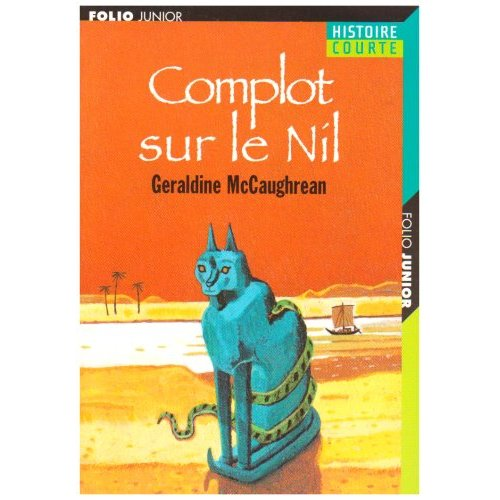 FOLIO JUNIOR
HISTOIRE
COURTE
Complot
sur le Nil
Geraldine McCaughrean
FOLIO JUNIOR